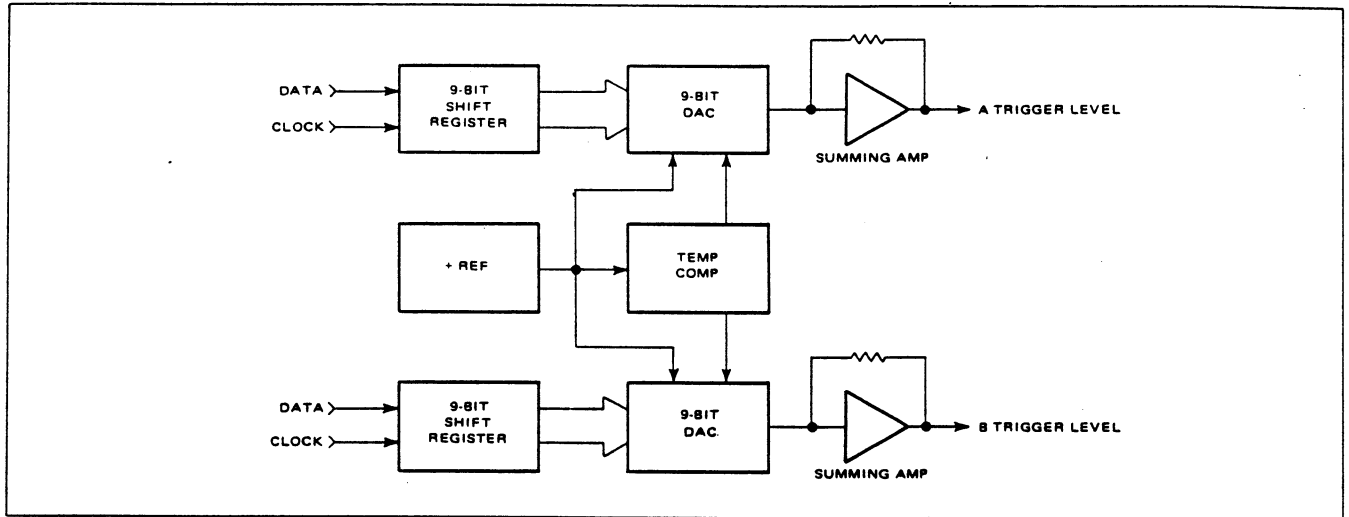 DATA
CLOCK
9-BIT
SHIFT
REGISTER
9-BIT
DAC
SUMMING AMP
A TRIGGER LEVEL
+ REF
TEMP
COMP
DATA
CLOCK
9-BIT
SHIFT
REGISTER
9-BIT
DAC.
SUMMING AMP
B TRIGGER LEVEL